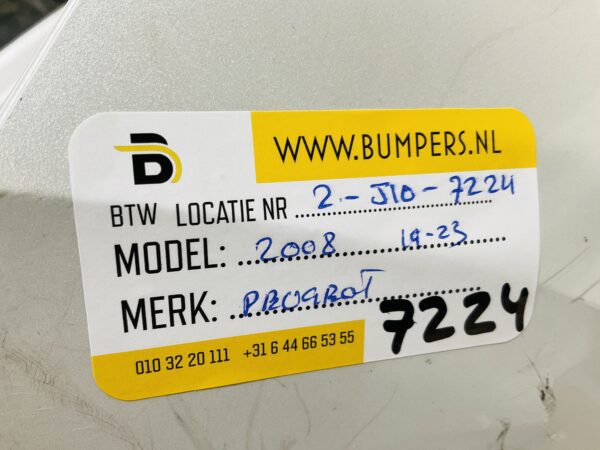 WWW.BUMPERS.NL
BTW LOCATIE NR 2-J10-7224
MODEL: 2008 19-23
MERK: PEUGEOT
7224
010 32 20 111 +31 6 44 66 53 55